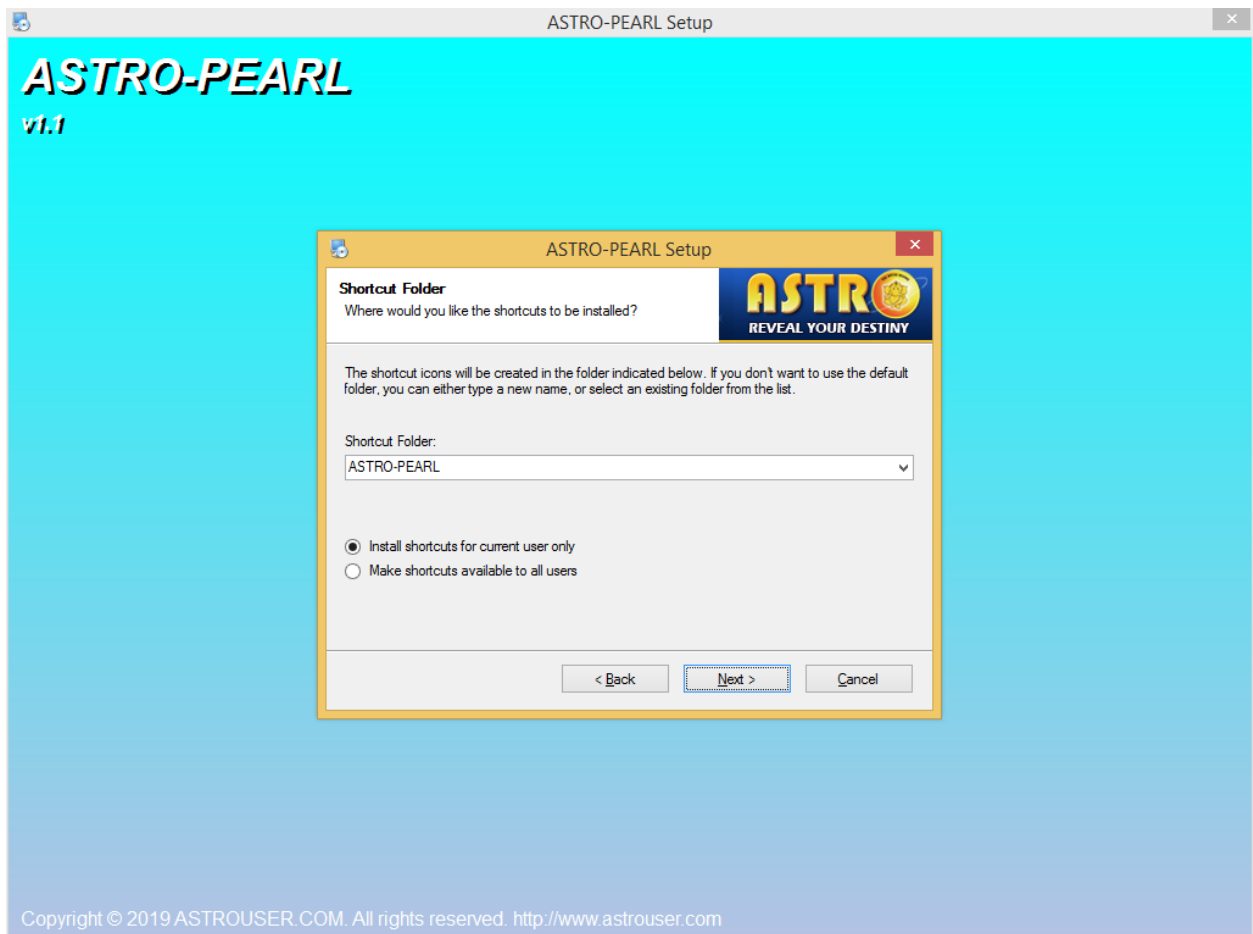 ASTRO-PEARL Setup
ASTRO-PEARL
v1.1
ASTRO-PEARL Setup
Shortcut Folder
Where would you like the shortcuts to be installed?
ASTRO
REVEAL YOUR DESTINY
The shortcut icons will be created in the folder indicated below. If you don't want to use the default
folder, you can either type a new name, or select an existing folder from the list.
Shortcut Folder:
ASTRO-PEARL
Install shortcuts for current user only
Make shortcuts available to all users
< Back
Next >
Cancel
Copyright © 2019 ASTROUSER.COM. All rights reserved. http://www.astrouser.com